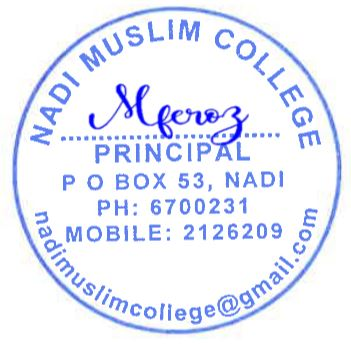 NADI MUSLIM COLLEGE
Mferoz
PRINCIPAL
P O BOX 53, NADI
PH: 6700231
MOBILE: 2126209
nadimuslimcollege@gmail.com